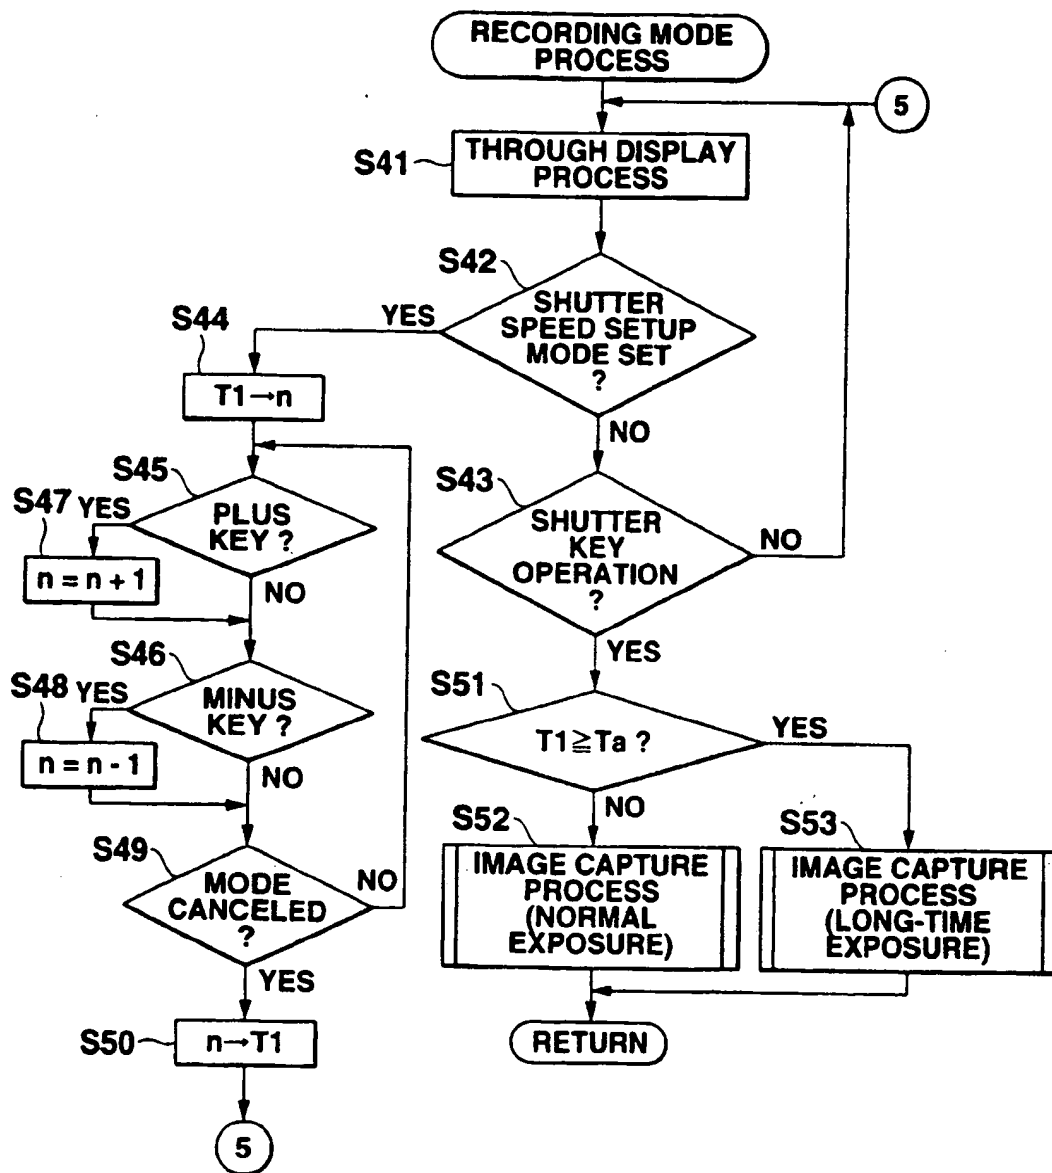 RECORDING MODE
PROCESS
5
S41
THROUGH DISPLAY
PROCESS
S42
SHUTTER
SPEED SETUP
MODE SET
?
YES
NO
S44
T1→n
S45
PLUS
KEY ?
YES
NO
S47
n = n + 1
S46
MINUS
KEY ?
YES
NO
S48
n = n - 1
S49
MODE
CANCELED
?
NO
YES
S50
n→T1
5
S43
SHUTTER
KEY
OPERATION
?
NO
YES
S51
T1≧Ta ?
YES
NO
S52
IMAGE CAPTURE
PROCESS
(NORMAL
EXPOSURE)
S53
IMAGE CAPTURE
PROCESS
(LONG-TIME
EXPOSURE)
RETURN